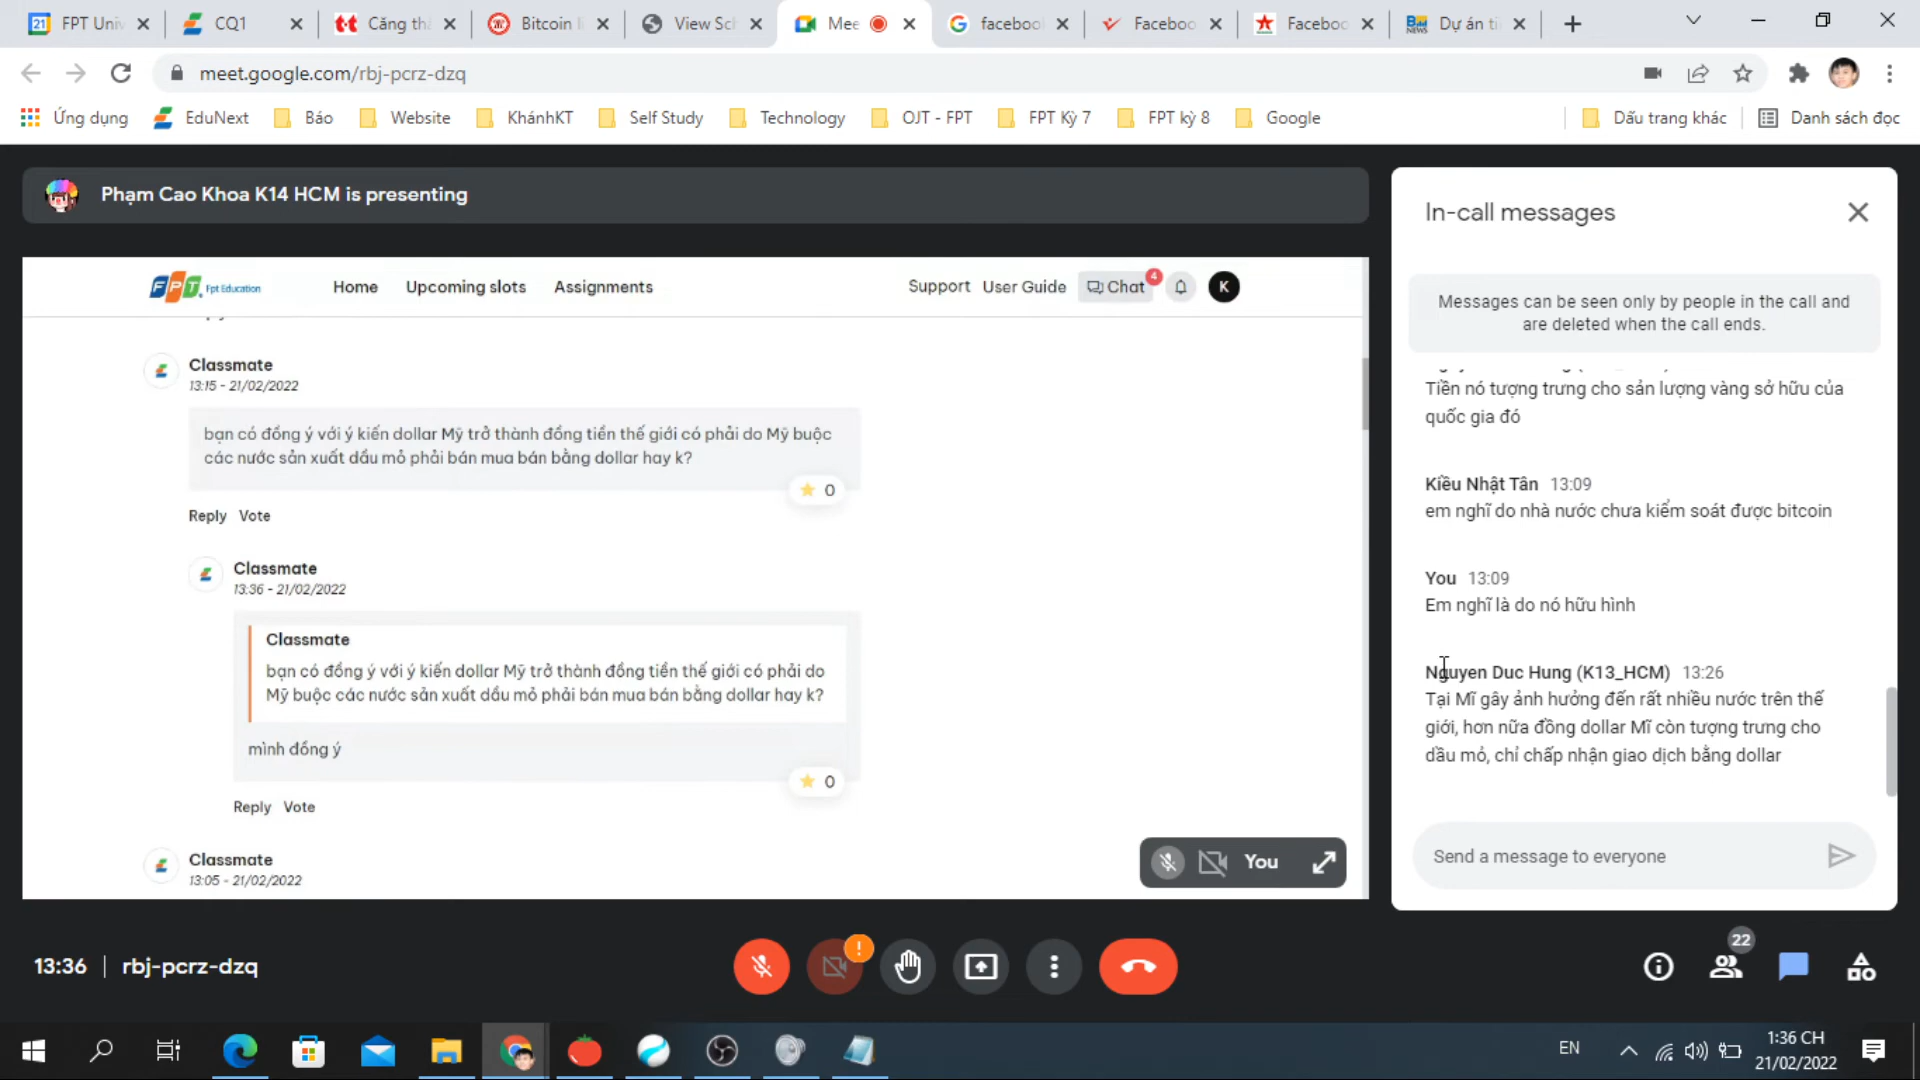 FPT Univ
CQ1
Căng thẳ
Bitcoin l
View Sch
Mee
facebook
Faceboo
Faceboo
Dự án ti
meet.google.com/rbj-pcrz-dzq
Ứng dụng
EduNext
Báo
Website
KhánhKT
Self Study
Technology
OJT - FPT
FPT Kỳ 7
FPT kỳ 8
Google
Dấu trang khác
Danh sách đọc
Phạm Cao Khoa K14 HCM is presenting
FPT Fpt Education
Home
Upcoming slots
Assignments
Support
User Guide
Chat
4
K
Classmate
13:15 - 21/02/2022
bạn có đồng ý với ý kiến dollar Mỹ trở thành đồng tiền thế giới có phải do Mỹ buộc
các nước sản xuất dầu mỏ phải bán mua bán bằng dollar hay k?
0
Reply Vote
Classmate
13:36 - 21/02/2022
Classmate
bạn có đồng ý với ý kiến dollar Mỹ trở thành đồng tiền thế giới có phải do
Mỹ buộc các nước sản xuất dầu mỏ phải bán mua bán bằng dollar hay k?
mình đồng ý
0
Reply Vote
Classmate
13:05 - 21/02/2022
You
In-call messages
Messages can be seen only by people in the call and
are deleted when the call ends.
Tiền nó tượng trưng cho sản lượng vàng sở hữu của
quốc gia đó
Kiều Nhật Tân 13:09
em nghĩ do nhà nước chưa kiểm soát được bitcoin
You 13:09
Em nghĩ là do nó hữu hình
Nguyen Duc Hung (K13_HCM) 13:26
Tại Mĩ gây ảnh hưởng đến rất nhiều nước trên thế
giới, hơn nữa đồng dollar Mĩ còn tượng trưng cho
dầu mỏ, chỉ chấp nhận giao dịch bằng dollar
Send a message to everyone
13:36 | rbj-pcrz-dzq
22
EN
1:36 CH
21/02/2022